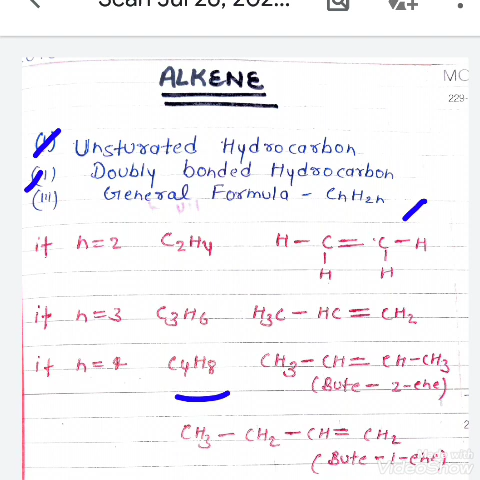 Scan Jul 20, 202...
ALKENE
MC
229-
(I) Unsturated Hydrocarbon
(II) Doubly bonded Hydrocarbon
(III) General Formula - CnH2n
if n=2 C2H4 H - C = C - H
H H
if n=3 C3H6 H3C - HC = CH2
if n=4 C4H8 CH3 - CH = CH - CH3
(Bute - 2-ene)
CH3 - CH2 - CH = CH2
(Bute - 1-ene)
VideoShow